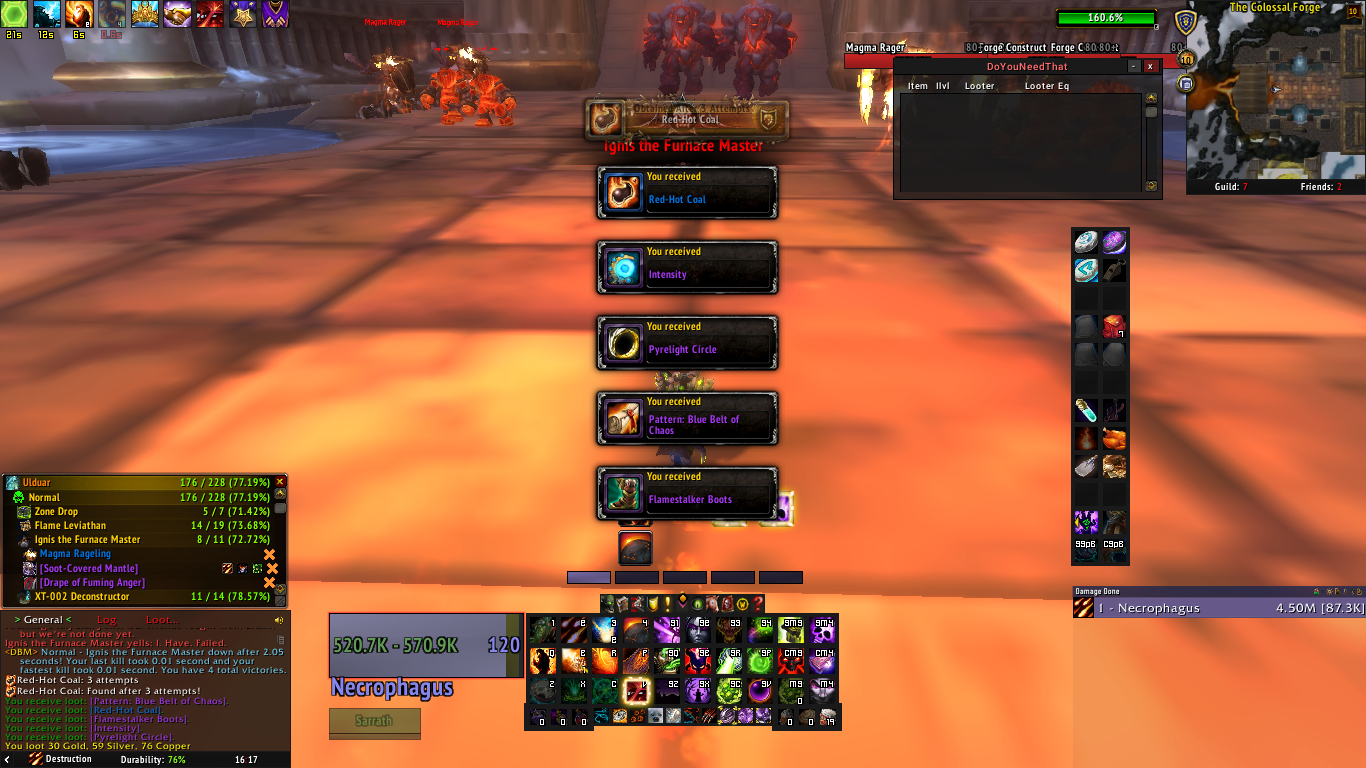 21s 12s 6s
Magma Rager Magma Rager
160.6%
The Colossal Forge
10
Magma Rager
DoYouNeedThat
Item Ilvl Looter Looter Eq
Red-Hot Coal
Ignis the Furnace Master
You received
Red-Hot Coal
You received
Intensity
You received
Pyrelight Circle
You received
Pattern: Blue Belt of
Chaos
You received
Flamestalker Boots
Guild: 7 Friends: 2
7
99pB C9pB
Ulduar 176 / 228 (77.19%)
Normal 176 / 228 (77.19%)
Zone Drop 5 / 7 (71.42%)
Flame Leviathan 14 / 19 (73.68%)
Ignis the Furnace Master 8 / 11 (72.72%)
Magma Rageling
[Soot-Covered Mantle]
[Drape of Fuming Anger]
XT-002 Deconstructor 11 / 14 (78.57%)
> General < Log Loot...
but we're not done yet.
Ignis the Furnace Master yells: I. Have. Failed.
<DBM> Normal - Ignis the Furnace Master down after 2.05
seconds! Your last kill took 0.01 second and your
fastest kill took 0.01 second. You have 4 total victories.
Red-Hot Coal: 3 attempts
Red-Hot Coal: Found after 3 attempts!
You receive loot: [Pattern: Blue Belt of Chaos].
You receive loot: [Red-Hot Coal].
You receive loot: [Flamestalker Boots].
You receive loot: [Intensity].
You receive loot: [Pyrelight Circle].
You loot 30 Gold, 59 Silver, 76 Copper
Destruction Durability: 76% 16:17
520.7K - 570.9K 120
Necrophagus
Sarrath
Damage Done
1 - Necrophagus 4.50M [87.3K]